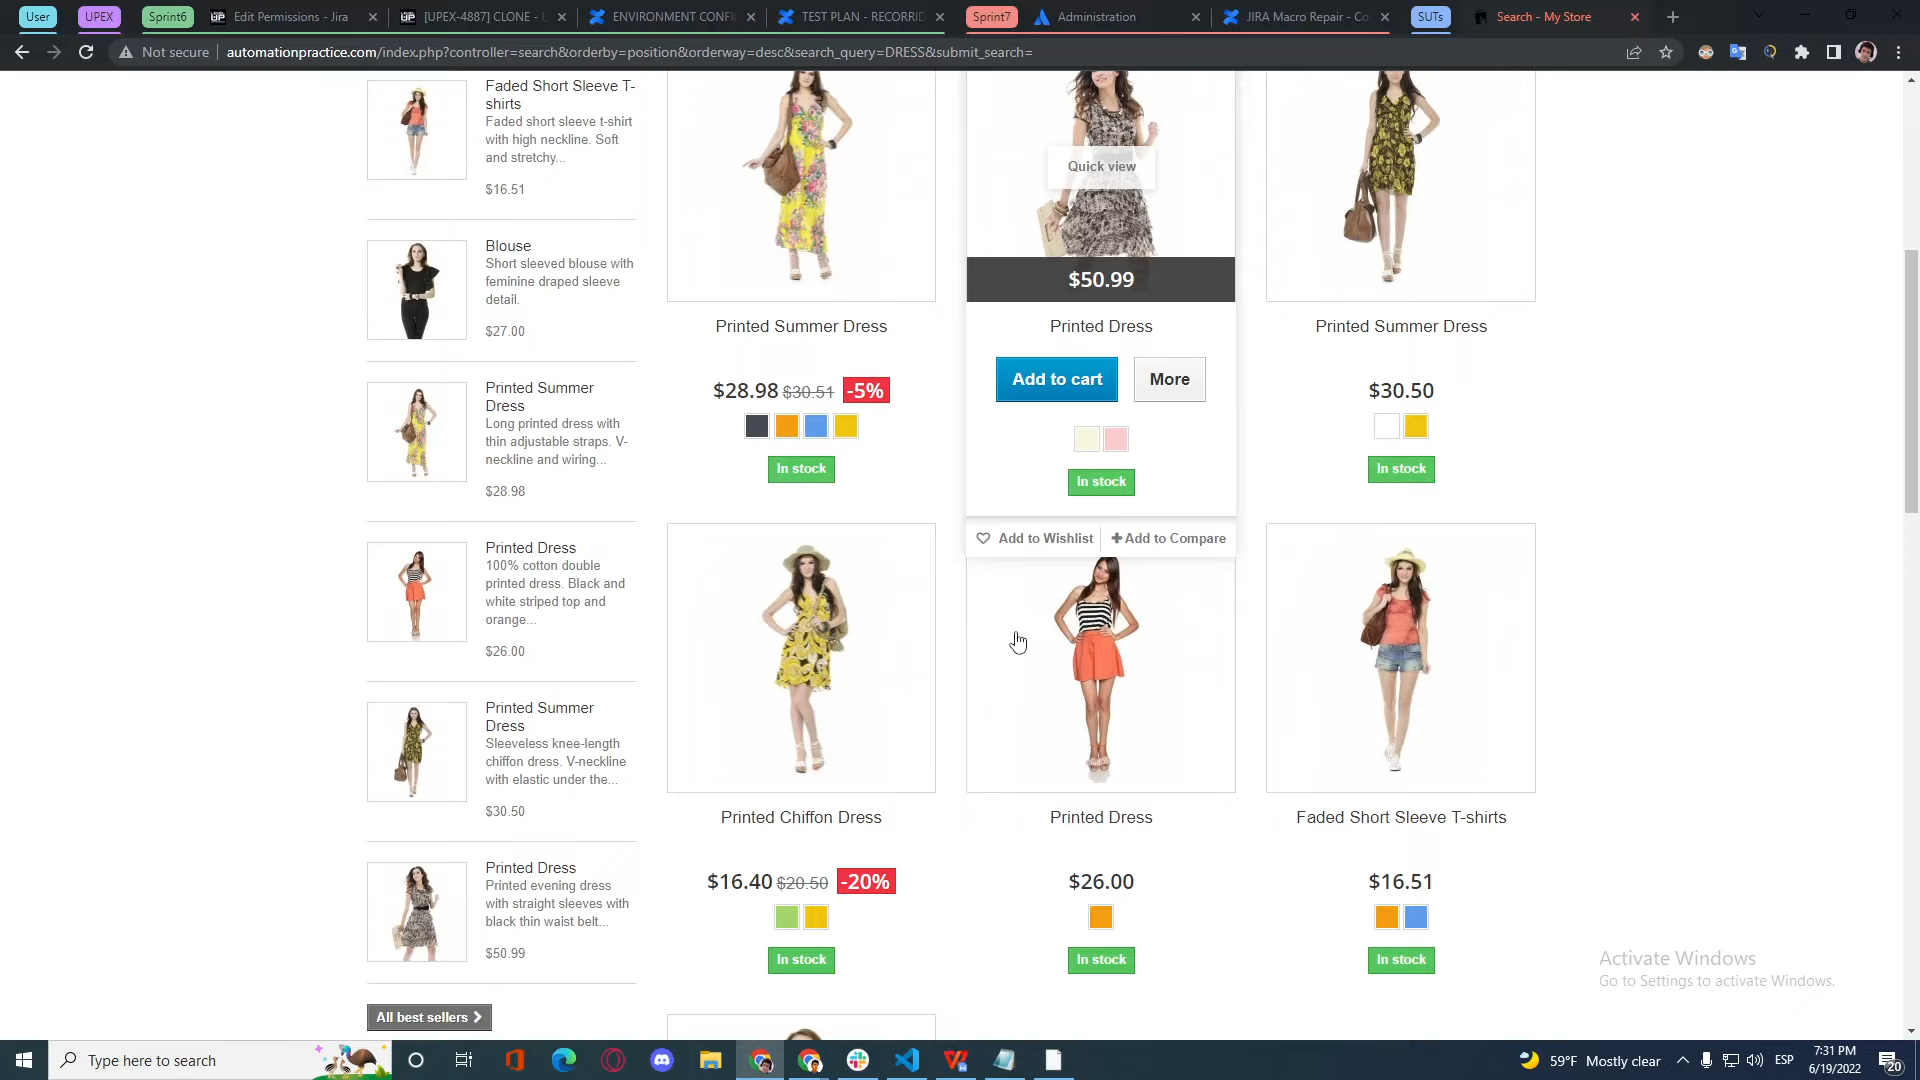 User
UPEX
Sprint6
Edit Permissions - Jira
[UPEX-4887] CLONE - L
ENVIRONMENT CONFI
TEST PLAN - RECORRID
Sprint7
Administration
JIRA Macro Repair - Co
SUTs
Search - My Store
Not secure
automationpractice.com/index.php?controller=search&orderby=position&orderway=desc&search_query=DRESS&submit_search=
Faded Short Sleeve T-
shirts
Faded short sleeve t-shirt
with high neckline. Soft
and stretchy...
$16.51
Blouse
Short sleeved blouse with
feminine draped sleeve
detail.
$27.00
Printed Summer
Dress
Long printed dress with
thin adjustable straps. V-
neckline and wiring...
$28.98
Printed Dress
100% cotton double
printed dress. Black and
white striped top and
orange...
$26.00
Printed Summer
Dress
Sleeveless knee-length
chiffon dress. V-neckline
with elastic under the...
$30.50
Printed Dress
Printed evening dress
with straight sleeves with
black thin waist belt...
$50.99
All best sellers
Printed Summer Dress
$28.98 $30.51 -5%
In stock
Quick view
$50.99
Printed Dress
Add to cart
More
In stock
Add to Wishlist
Add to Compare
Printed Summer Dress
$30.50
In stock
Printed Chiffon Dress
$16.40 $20.50 -20%
In stock
Printed Dress
$26.00
In stock
Faded Short Sleeve T-shirts
$16.51
In stock
Activate Windows
Go to Settings to activate Windows.
Type here to search
59°F Mostly clear
ESP
7:31 PM
6/19/2022
20